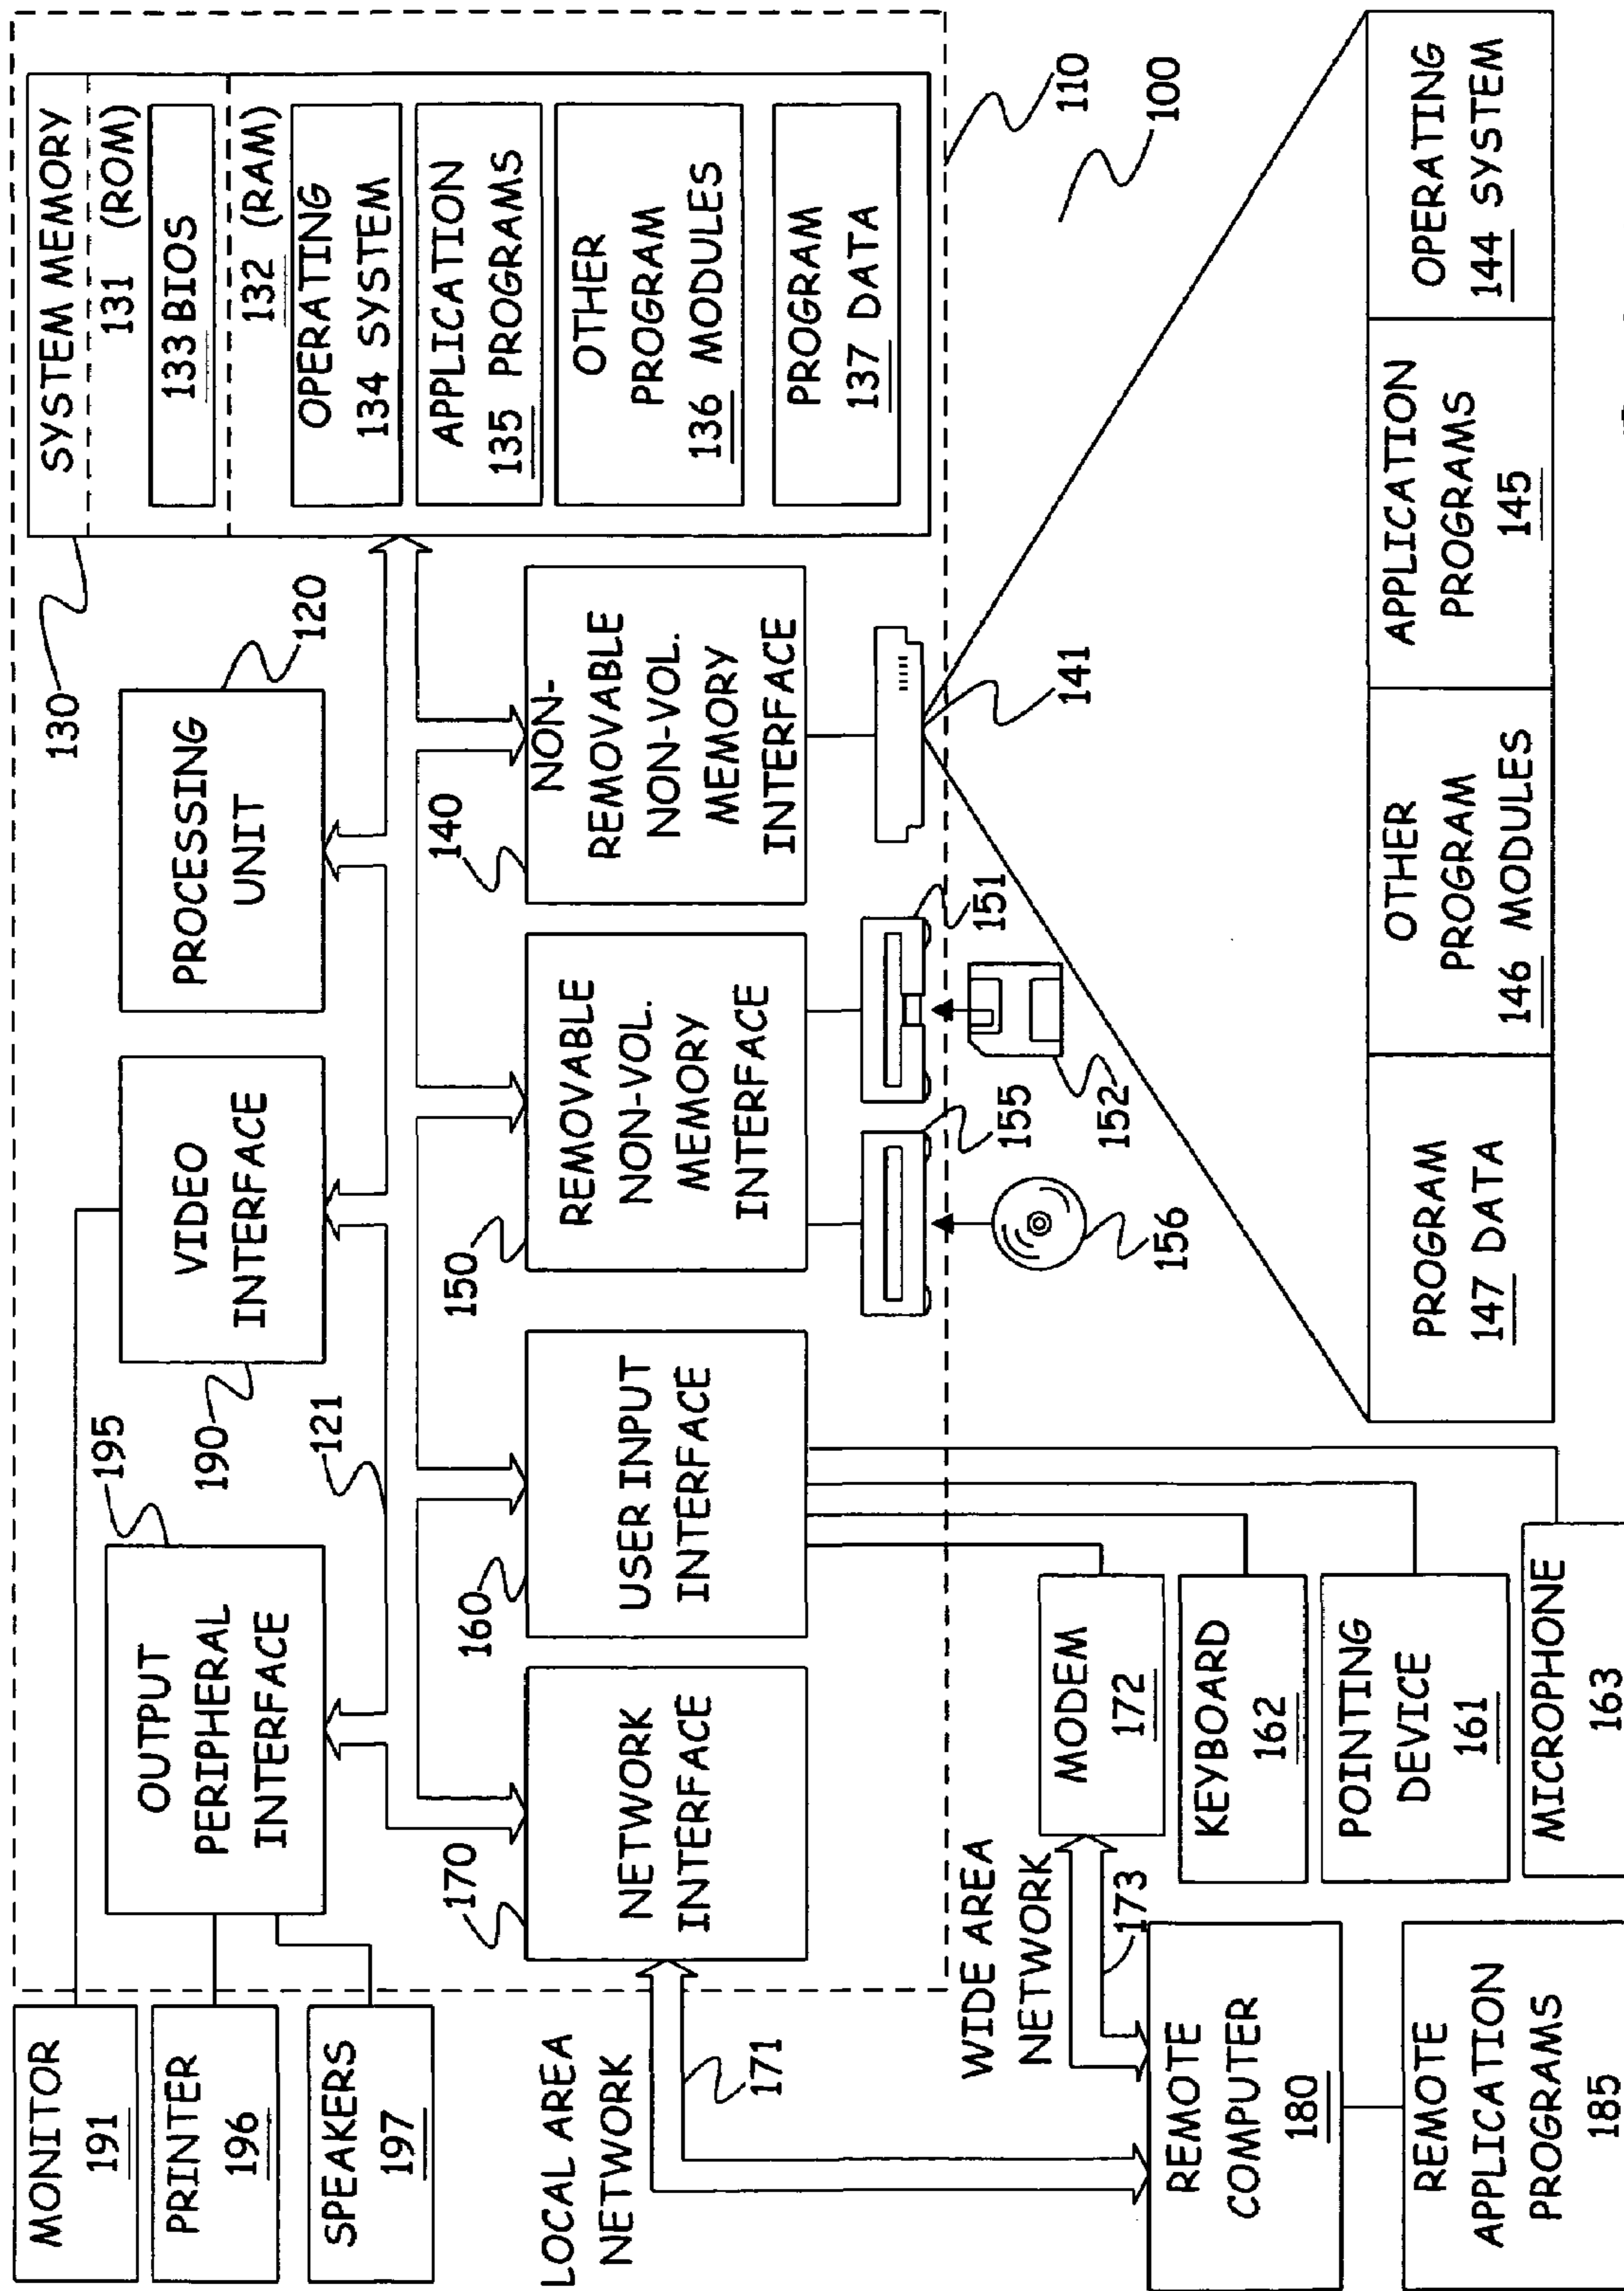 MONITOR
191
PRINTER
196
SPEAKERS
197
195
OUTPUT
PERIPHERAL
INTERFACE
190
VIDEO
INTERFACE
PROCESSING
UNIT
120
130
121
SYSTEM MEMORY
131 (ROM)
133 BIOS
132 (RAM)
OPERATING
134 SYSTEM
APPLICATION
135 PROGRAMS
OTHER
PROGRAM
136 MODULES
PROGRAM
137 DATA
170
NETWORK
INTERFACE
160
USER INPUT
INTERFACE
150
REMOVABLE
NON-VOL.
MEMORY
INTERFACE
140
NON-
REMOVABLE
NON-VOL.
MEMORY
INTERFACE
LOCAL AREA
NETWORK
171
155
151
141
110
100
156
152
WIDE AREA
NETWORK
173
MODEM
172
KEYBOARD
162
POINTING
DEVICE
161
MICROPHONE
163
REMOTE
COMPUTER
180
REMOTE
APPLICATION
PROGRAMS
185
PROGRAM
147 DATA
OTHER
PROGRAM
146 MODULES
APPLICATION
PROGRAMS
145
OPERATING
144 SYSTEM